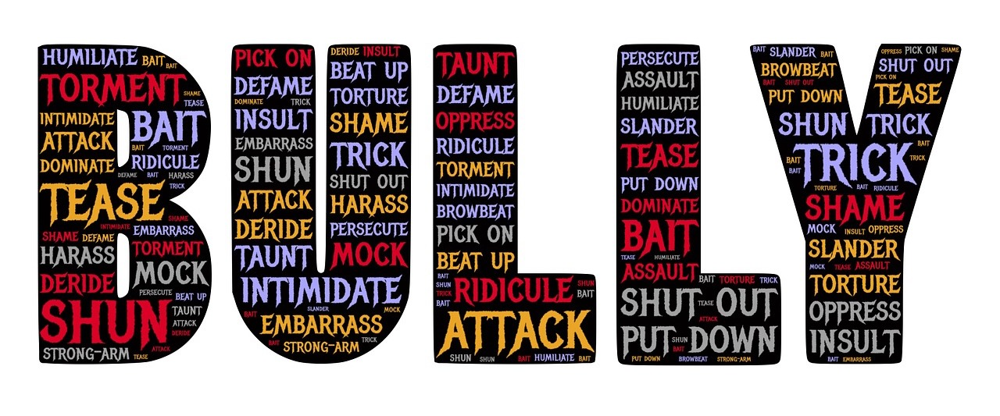 BULLY
HUMILIATE BAIT BAIT
TORMENT SHAME
TEASE
INTIMIDATE BAIT
ATTACK BAIT TORMENT
DOMINATE RIDICULE
DEFAME BAIT HARASS
TEASE TRICK
SHAME
INTIMIDATE EMBARRASS
SHAME DEFAME
HARASS TORMENT
MOCK
DERIDE PERSECUTE BEAT UP
SHUN TAUNT
ATTACK
DERIDE
STRONG-ARM TEASE ATTACK
PICK ON
DEFAME
DOMINATE TRICK
INSULT
EMBARRASS
SHUN
ATTACK
DERIDE
TAUNT
DERIDE INSULT
BEAT UP
TORTURE
SHAME
TRICK
SHUT OUT
HARASS
PERSECUTE
MOCK
INTIMIDATE
SLANDER MOCK
BAIT EMBARRASS
BAIT STRONG-ARM TRICK
TAUNT
DEFAME
OPPRESS
RIDICULE
TORMENT
INTIMIDATE
BROWBEAT
PICK ON
BEAT UP
BAIT
SHUN RIDICULE SHUN
TRICK BAIT
BAIT
ATTACK
SHUN SHUN BAIT HUMILIATE BAIT
PERSECUTE
ASSAULT
HUMILIATE
SLANDER
TEASE
PUT DOWN
DOMINATE
BAIT
TEASE HUMILIATE
ASSAULT BAIT TORTURE TRICK
SHUT TEASE OUT
ATTACK
PUT SHUN DOWN
BAIT
PUT DOWN BROWBEAT STRONG-ARM
BAIT SLANDER BAIT
BROWBEAT
BAIT SHUT OUT
PUT DOWN
SHUN
OPPRESS PICK ON SHAME
SHUT OUT
PICK ON
TEASE
TRICK
BAIT
BAIT TRICK TRICK
BAIT
TORTURE BAIT RIDICULE
SHAME
MOCK INSULT OPPRESS
SLANDER
MOCK TEASE ASSAULT
TORTURE
OPPRESS
INSULT
BAIT EMBARRASS